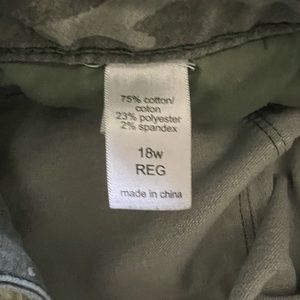 75% cotton/
coton
23% polyester
2% spandex
18w
REG
made in china